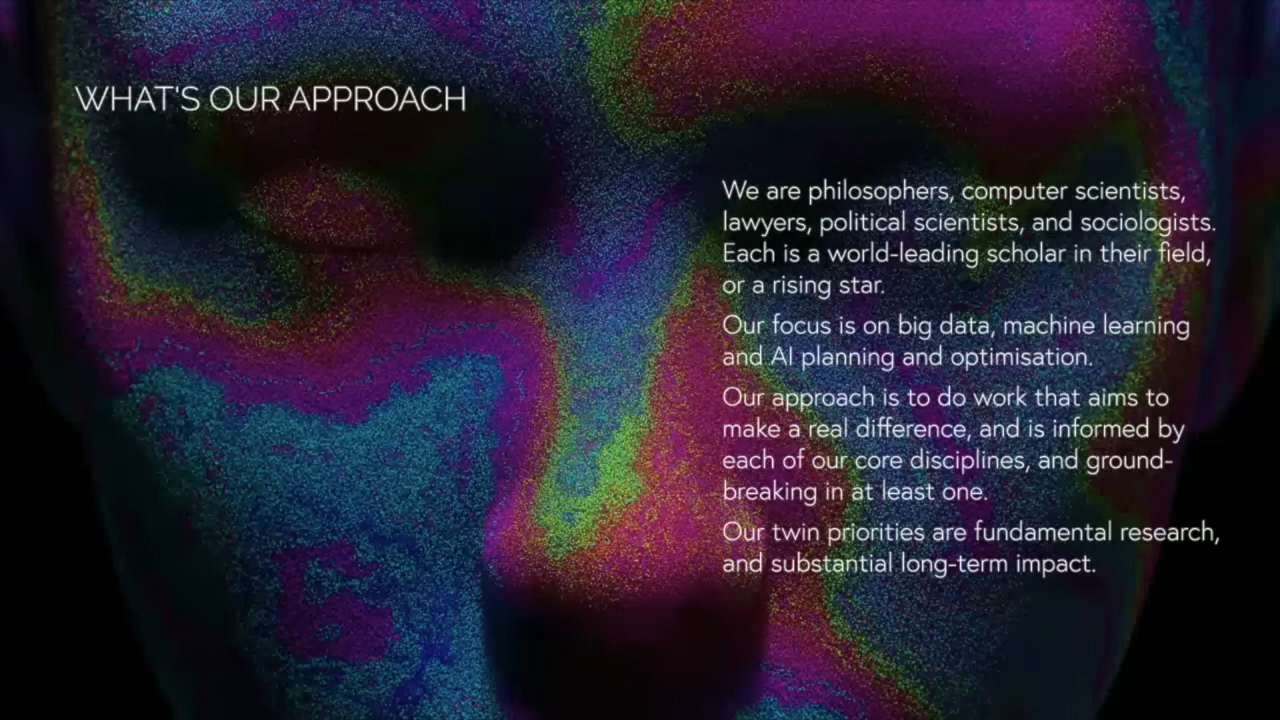 WHAT'S OUR APPROACH
We are philosophers, computer scientists,
lawyers, political scientists, and sociologists.
Each is a world-leading scholar in their field,
or a rising star.
Our focus is on big data, machine learning
and AI planning and optimisation.
Our approach is to do work that aims to
make a real difference, and is informed by
each of our core disciplines, and ground-
breaking in at least one.
Our twin priorities are fundamental research,
and substantial long-term impact.